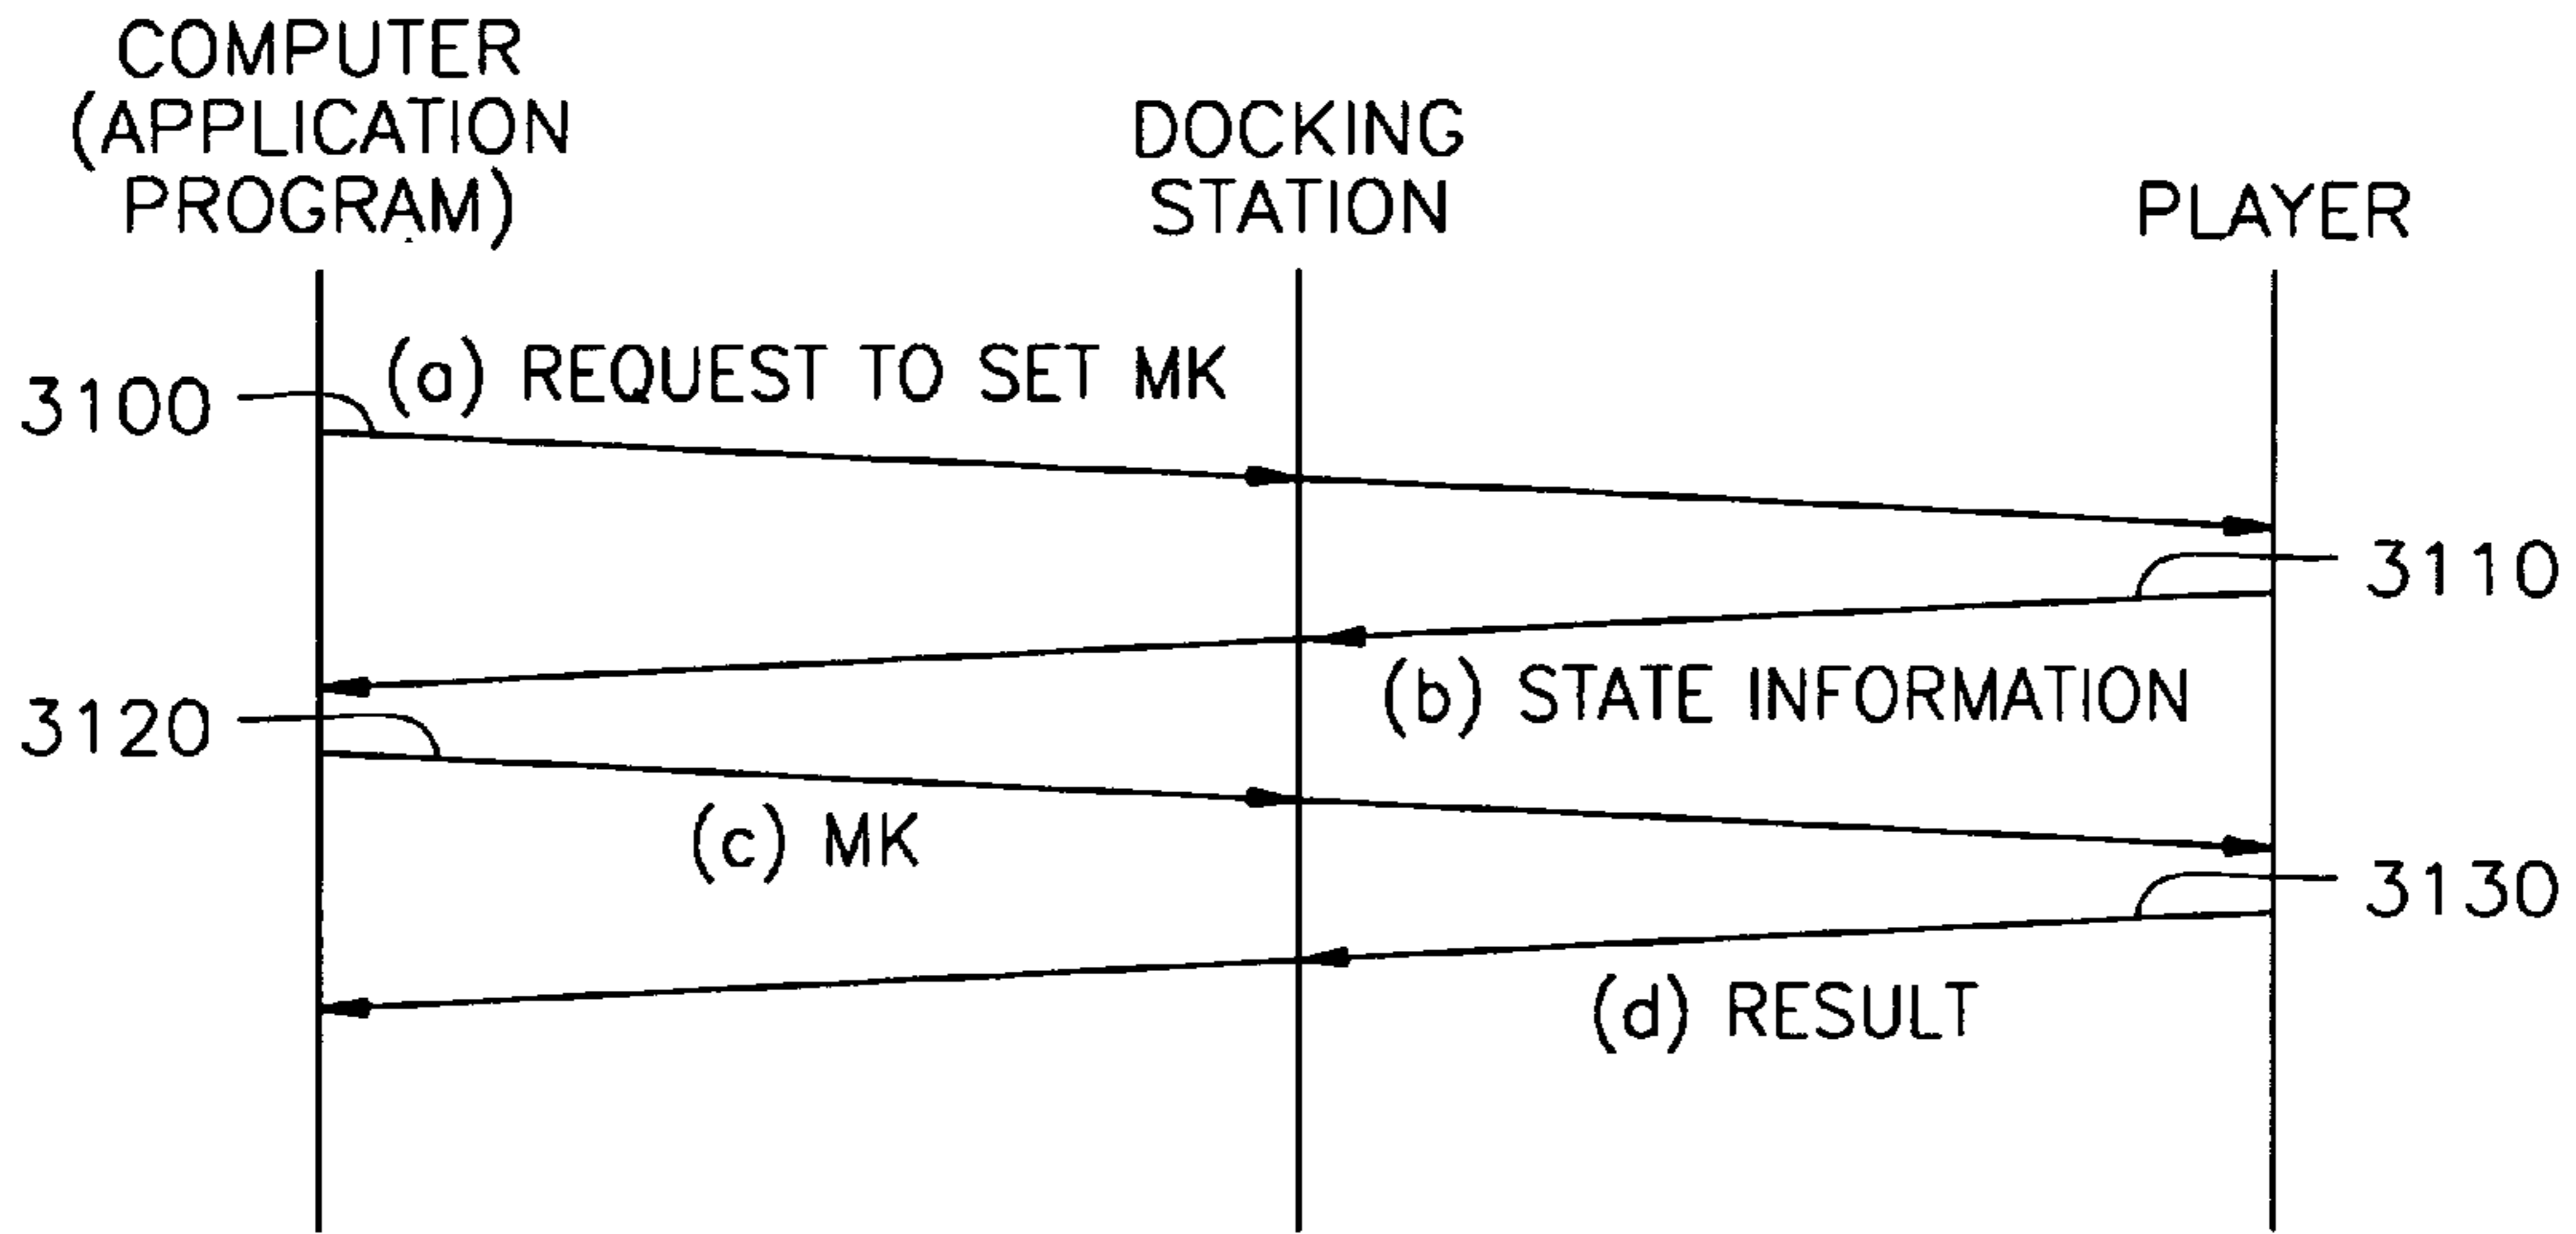 COMPUTER
(APPLICATION
PROGRAM)
DOCKING
STATION
PLAYER
(a) REQUEST TO SET MK
3100
3110
(b) STATE INFORMATION
3120
(c) MK
3130
(d) RESULT